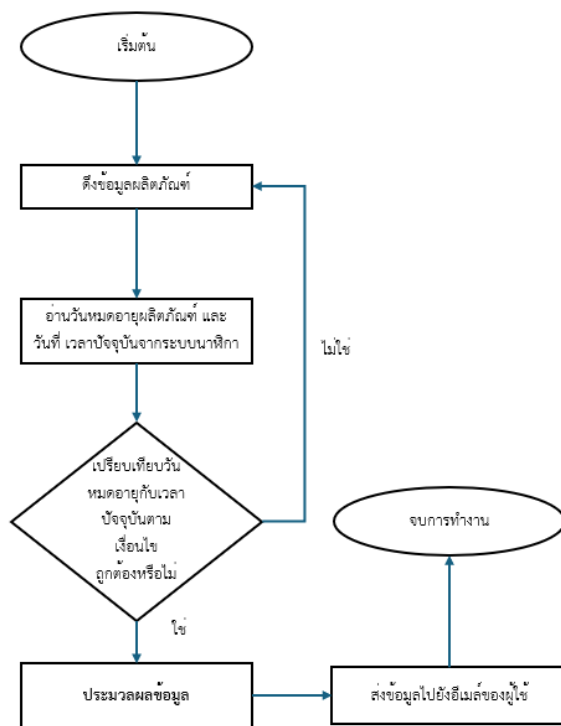 เริ่มต้น
ดึงข้อมูลผลิตภัณฑ์
อ่านวันหมดอายุผลิตภัณฑ์ และ
วันที่ เวลาปัจจุบันจากระบบนาฬิกา
ไม่ใช่
เปรียบเทียบวัน
หมดอายุกับเวลา
ปัจจุบันตาม
เงื่อนไข
ถูกต้องหรือไม่
จบการทำงาน
ใช่
ประมวลผลข้อมูล
ส่งข้อมูลไปยังอีเมล์ของผู้ใช้